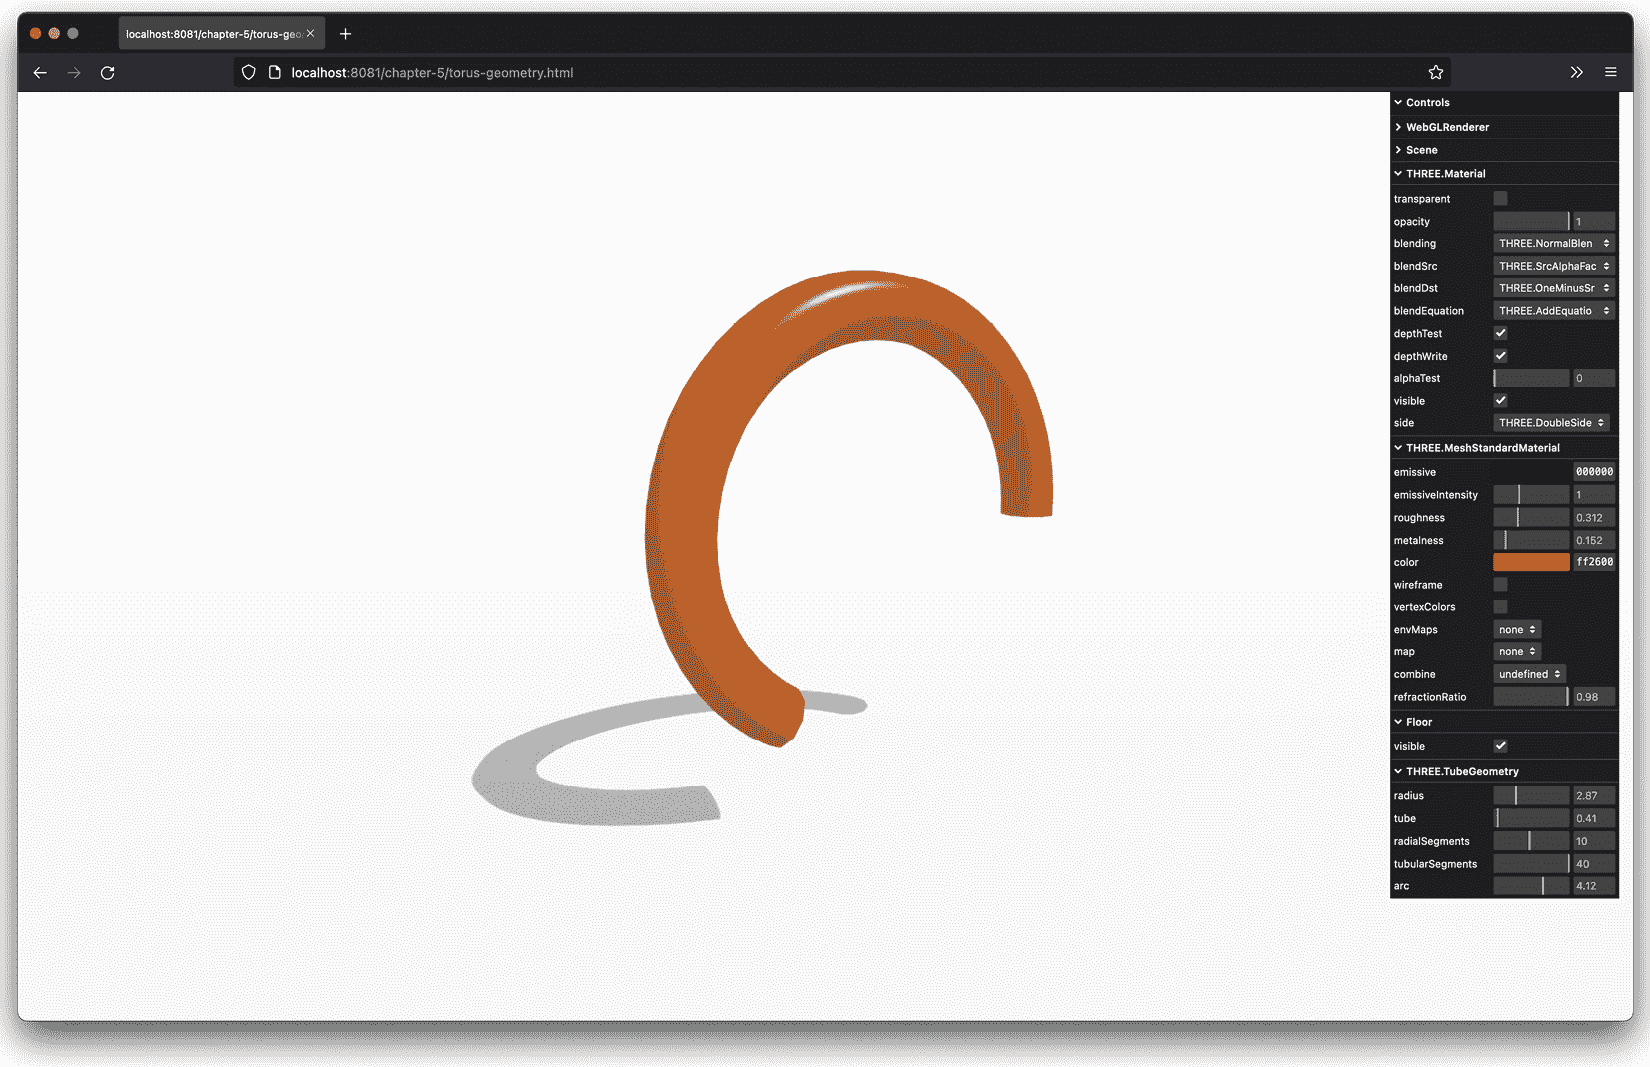 localhost:8081/chapter-5/torus-geo
localhost:8081/chapter-5/torus-geometry.html
Controls
WebGLRenderer
Scene
THREE.Material
transparent
opacity 1
blending THREE.NormalBlen
blendSrc THREE.SrcAlphaFac
blendDst THREE.OneMinusSr
blendEquation THREE.AddEquatio
depthTest
depthWrite
alphaTest 0
visible
side THREE.DoubleSide
THREE.MeshStandardMaterial
emissive 000000
emissiveIntensity 1
roughness 0.312
metalness 0.152
color ff2600
wireframe
vertexColors
envMaps none
map none
combine undefined
refractionRatio 0.98
Floor
visible
THREE.TubeGeometry
radius 2.87
tube 0.41
radialSegments 10
tubularSegments 40
arc 4.12